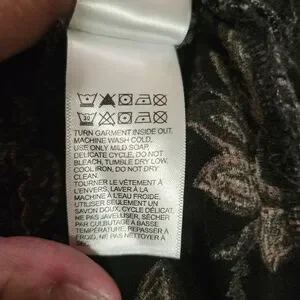 30
TURN GARMENT INSIDE OUT.
MACHINE WASH COLD.
USE ONLY MILD SOAP.
DELICATE CYCLE, DO NOT
BLEACH, TUMBLE DRY LOW.
COOL IRON, DO NOT DRY
CLEAN.
TOURNER LE VÊTEMENT À
L'ENVERS, LAVER À LA
MACHINE À L'EAU FROIDE.
UTILISER SEULEMENT UN
SAVON DOUX, CYCLE DÉLICAT.
NE PAS JAVELLISER, SÉCHER
PAR CULBUTAGE À BASSE
TEMPÉRATURE, REPASSER À
FROID, NE PAS NETTOYER À